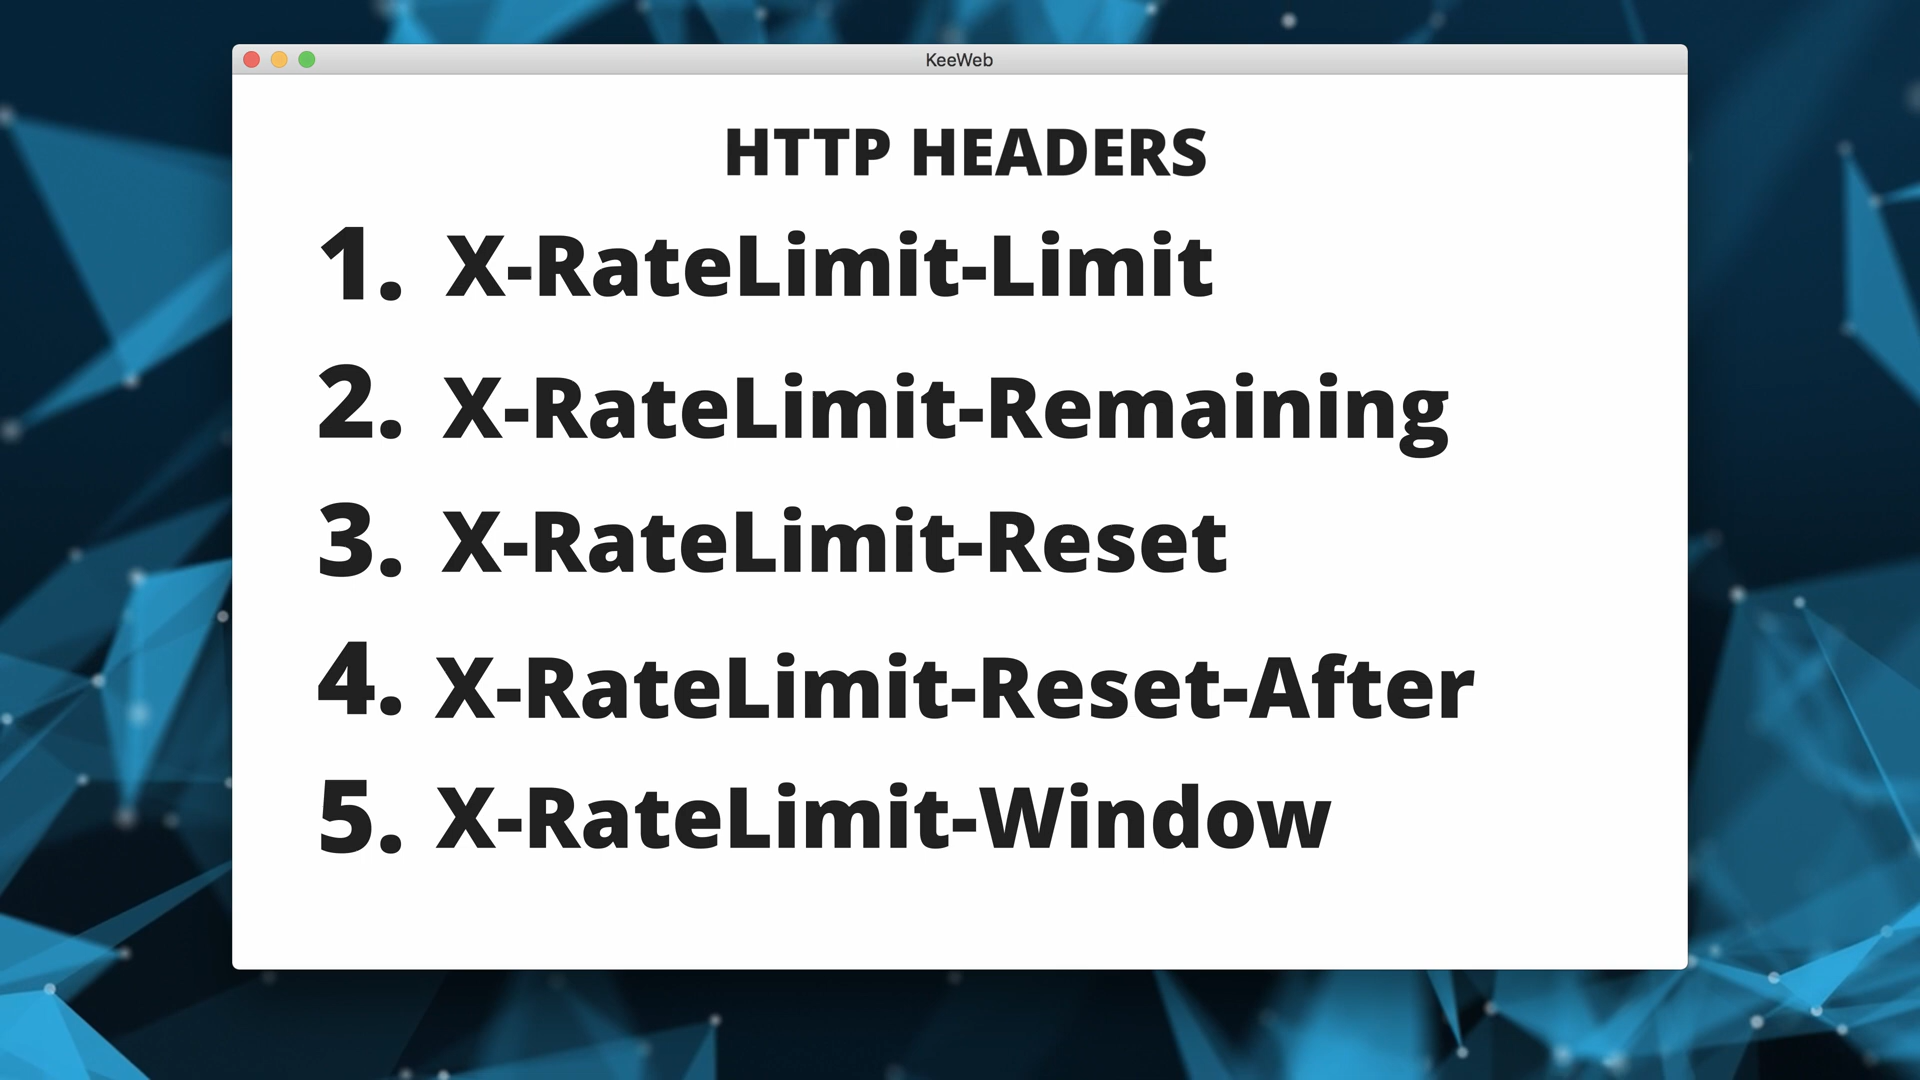 KeeWeb
HTTP HEADERS
1. X-RateLimit-Limit
2. X-RateLimit-Remaining
3. X-RateLimit-Reset
4. X-RateLimit-Reset-After
5. X-RateLimit-Window